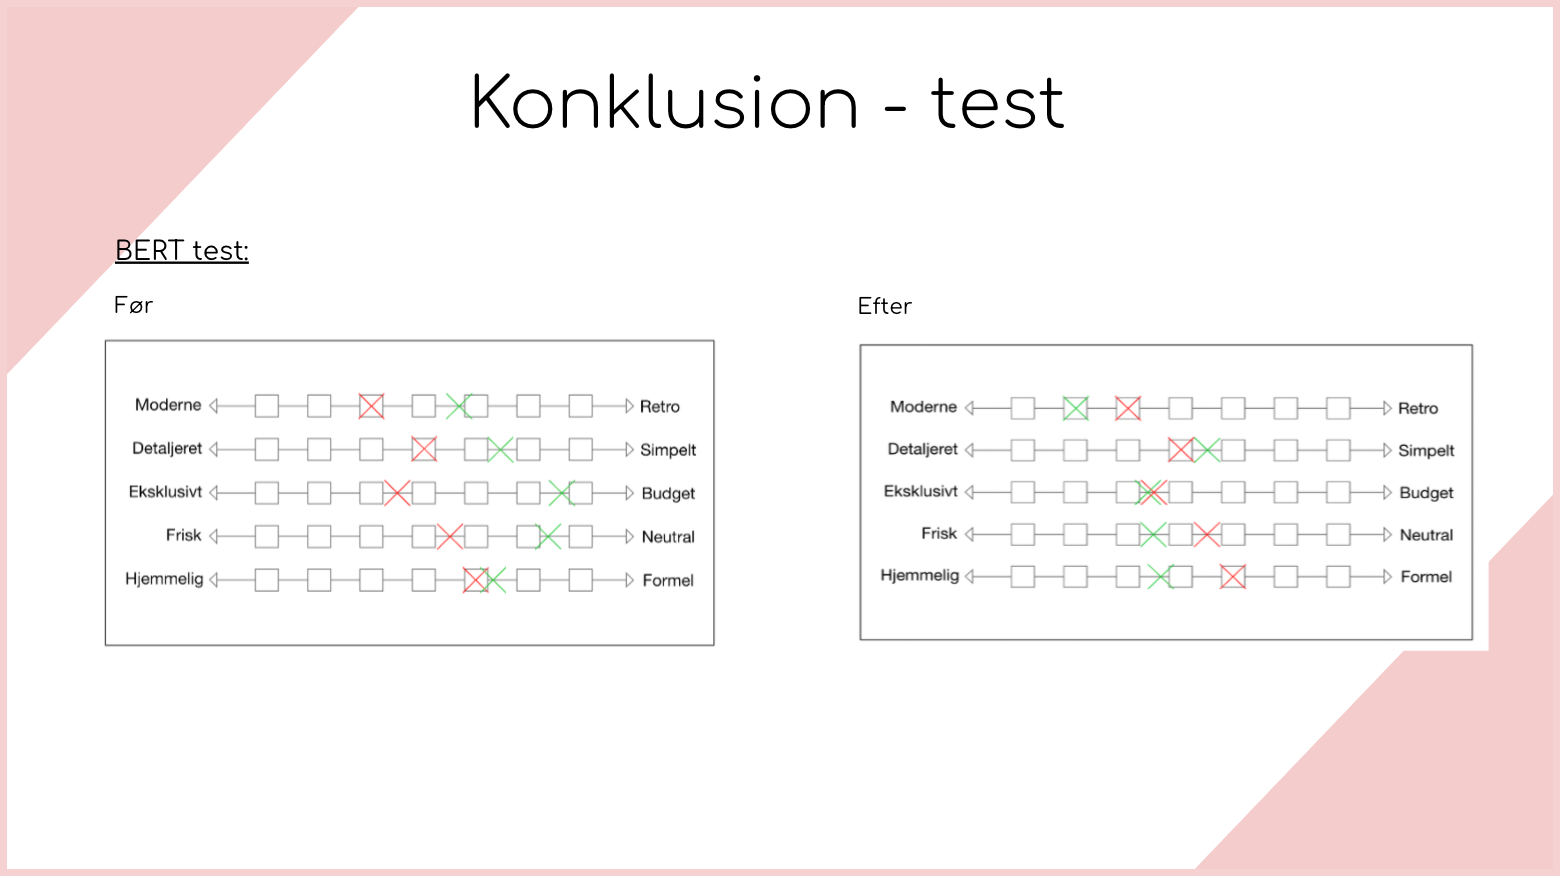 Konklusion - test
BERT test:
Før
Moderne Retro
Detaljeret Simpelt
Eksklusivt Budget
Frisk Neutral
Hjemmelig Formel
Efter
Moderne Retro
Detaljeret Simpelt
Eksklusivt Budget
Frisk Neutral
Hjemmelig Formel